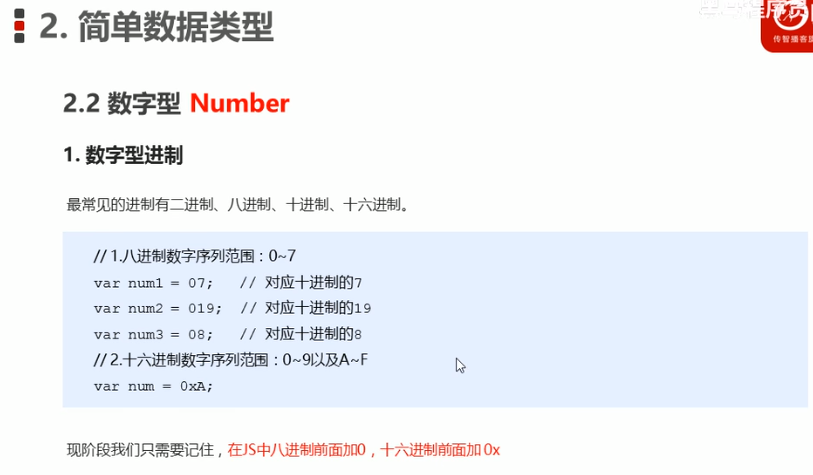 2. 简单数据类型
传智播客
2.2 数字型 Number
1. 数字型进制
最常见的进制有二进制、八进制、十进制、十六进制。
// 1.八进制数字序列范围：0~7
var num1 = 07;   // 对应十进制的7
var num2 = 019;  // 对应十进制的19
var num3 = 08;   // 对应十进制的8
// 2.十六进制数字序列范围：0~9以及A~F
var num = 0xA;
现阶段我们只需要记住，在JS中八进制前面加0，十六进制前面加 0x